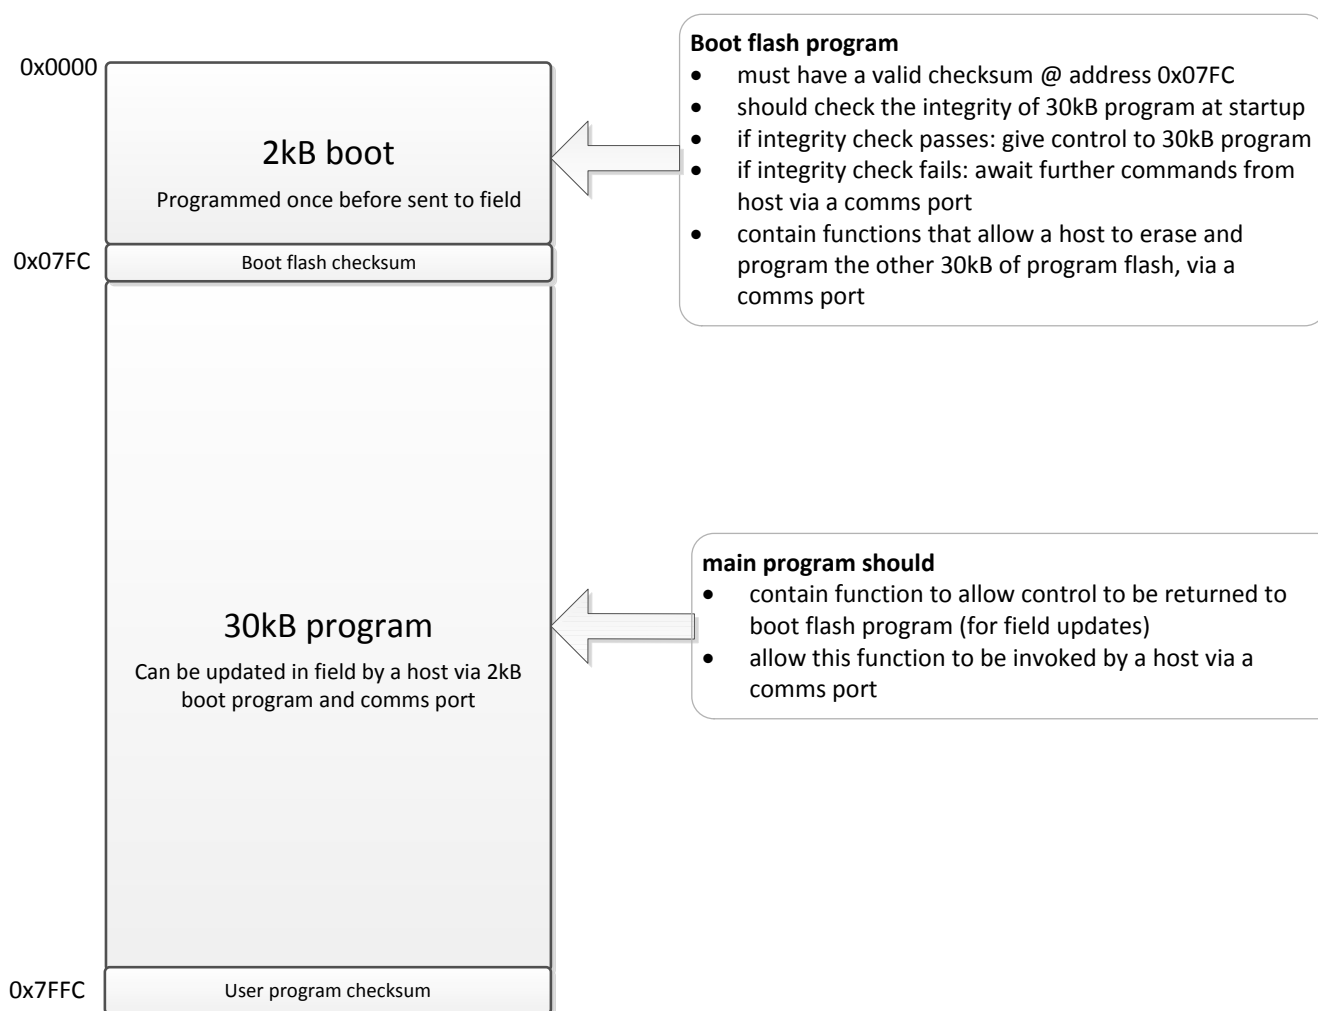 0x0000
2kB boot
Programmed once before sent to field
0x07FC
Boot flash checksum
30kB program
Can be updated in field by a host via 2kB
boot program and comms port
0x7FFC
User program checksum
Boot flash program
• must have a valid checksum @ address 0x07FC
• should check the integrity of 30kB program at startup
• if integrity check passes: give control to 30kB program
• if integrity check fails: await further commands from
host via a comms port
• contain functions that allow a host to erase and
program the other 30kB of program flash, via a
comms port
main program should
• contain function to allow control to be returned to
boot flash program (for field updates)
• allow this function to be invoked by a host via a
comms port